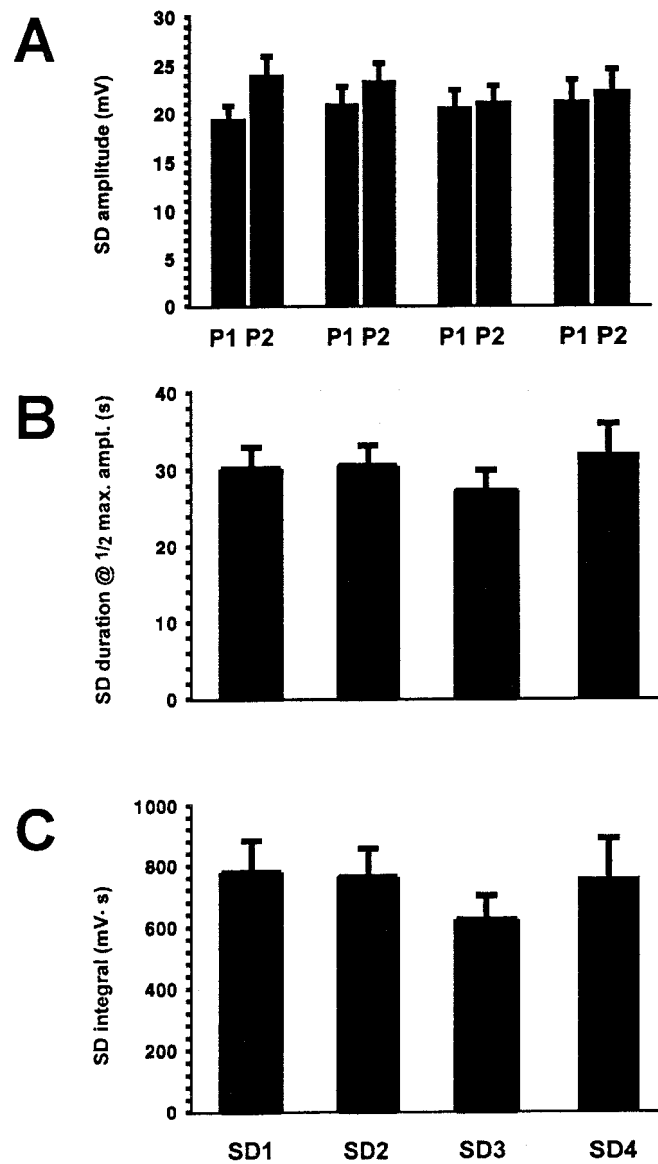 A
SD amplitude (mV)
30
25
20
15
10
5
0
P1 P2 P1 P2 P1 P2 P1 P2
B
SD duration @ 1/2 max. ampl. (s)
40
30
20
10
0
C
SD integral (mV· s)
1000
800
600
400
200
0
SD1 SD2 SD3 SD4